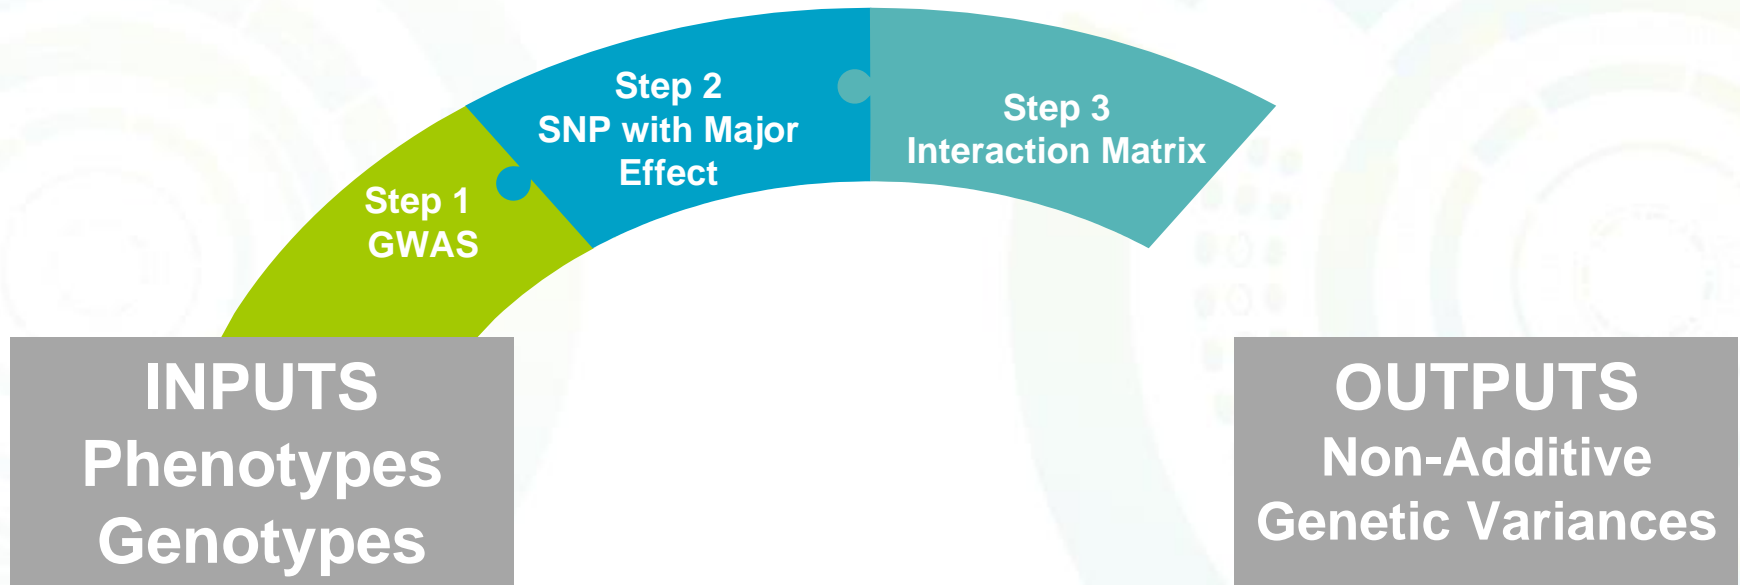 Step 1
GWAS
Step 2
SNP with Major
Effect
Step 3
Interaction Matrix
INPUTS
Phenotypes
Genotypes
OUTPUTS
Non-Additive
Genetic Variances